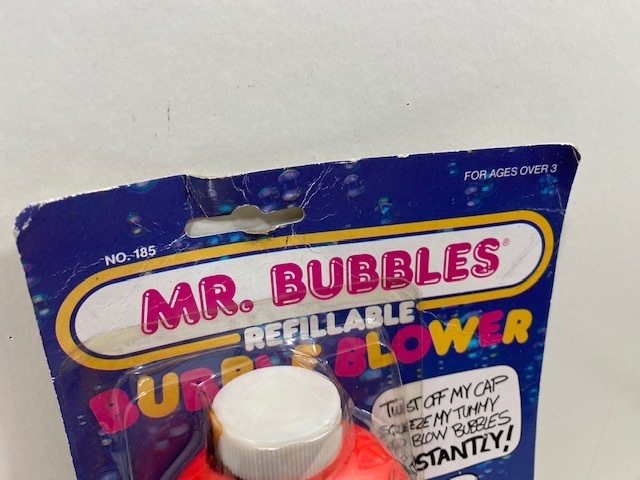 FOR AGES OVER 3
NO. 185
MR. BUBBLES®
REFILLABLE
BUBBLE BLOWER
TWIST OFF MY CAP
SQUEEZE MY TUMMY
BLOW BUBBLES
INSTANTLY!